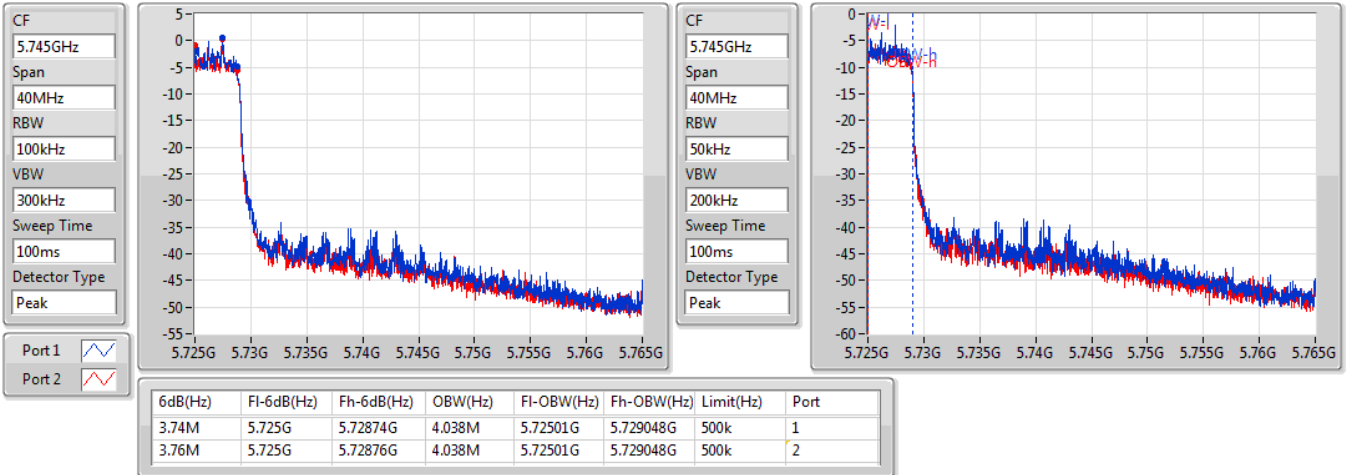 CF
5.745GHz
Span
40MHz
RBW
100kHz
VBW
300kHz
Sweep Time
100ms
Detector Type
Peak
Port 1
Port 2
5-
0-
-5-
-10-
-15-
-20-
-25-
-30-
-35-
-40-
-45-
-50-
-55-
5.725G 5.73G 5.735G 5.74G 5.745G 5.75G 5.755G 5.76G 5.765G
CF
5.745GHz
Span
40MHz
RBW
50kHz
VBW
200kHz
Sweep Time
100ms
Detector Type
Peak
0-
-5-
-10-
-15-
-20-
-25-
-30-
-35-
-40-
-45-
-50-
-55-
-60-
5.725G 5.73G 5.735G 5.74G 5.745G 5.75G 5.755G 5.76G 5.765G
6dB(Hz) Fl-6dB(Hz) Fh-6dB(Hz) OBW(Hz) Fl-OBW(Hz) Fh-OBW(Hz) Limit(Hz) Port
3.74M 5.725G 5.72874G 4.038M 5.72501G 5.729048G 500k 1
3.76M 5.725G 5.72876G 4.038M 5.72501G 5.729048G 500k 2